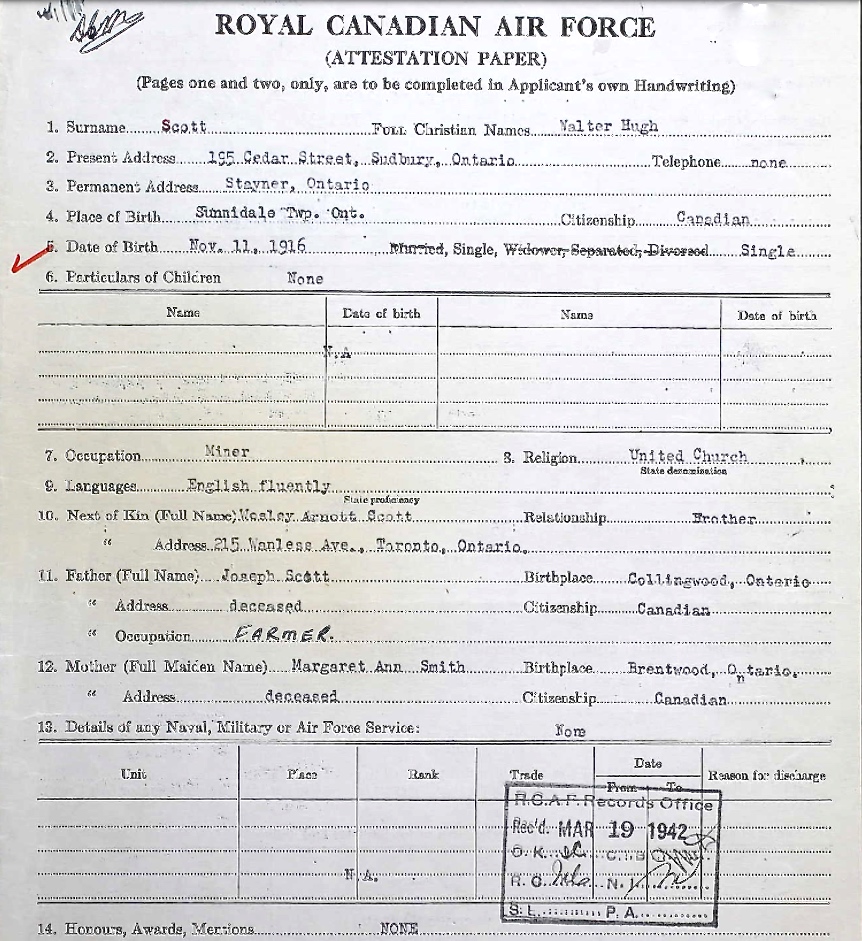 ROYAL CANADIAN AIR FORCE
(ATTESTATION PAPER)
(Pages one and two, only, are to be completed in Applicant's own Handwriting)
1. Surname Scott Full Christian Names Walter Hugh
2. Present Address 195 Cedar Street, Sudbury, Ontario Telephone none
3. Permanent Address Stayner, Ontario
4. Place of Birth Sunnidale Twp. Ont. Citizenship Canadian
5. Date of Birth Nov. 11, 1916 Married, Single, Widower, Separated, Divorced Single
6. Particulars of Children None
Name Date of birth Name Date of birth
N.A
7. Occupation Miner 8. Religion United Church
State denomination
9. Languages English fluently
State proficiency
10. Next of Kin (Full Name) Wesley Arnott Scott Relationship Brother
" Address 215 Wanless Ave., Toronto, Ontario.
11. Father (Full Name) Joseph Scott Birthplace Collingwood, Ontario
" Address deceased Citizenship Canadian
" Occupation FARMER.
12. Mother (Full Maiden Name) Margaret Ann Smith Birthplace Brentwood, Ontario.
" Address deceased Citizenship Canadian
13. Details of any Naval, Military or Air Force Service: None
Unit Place Rank Trade Date Reason for discharge
From To
R.C.A.F. Records Office
Rec'd. MAR 19 1942
O.K. C.I.B.
N.A. R.O. N.I.
S.L. P.A.
14. Honours, Awards, Mentions NONE